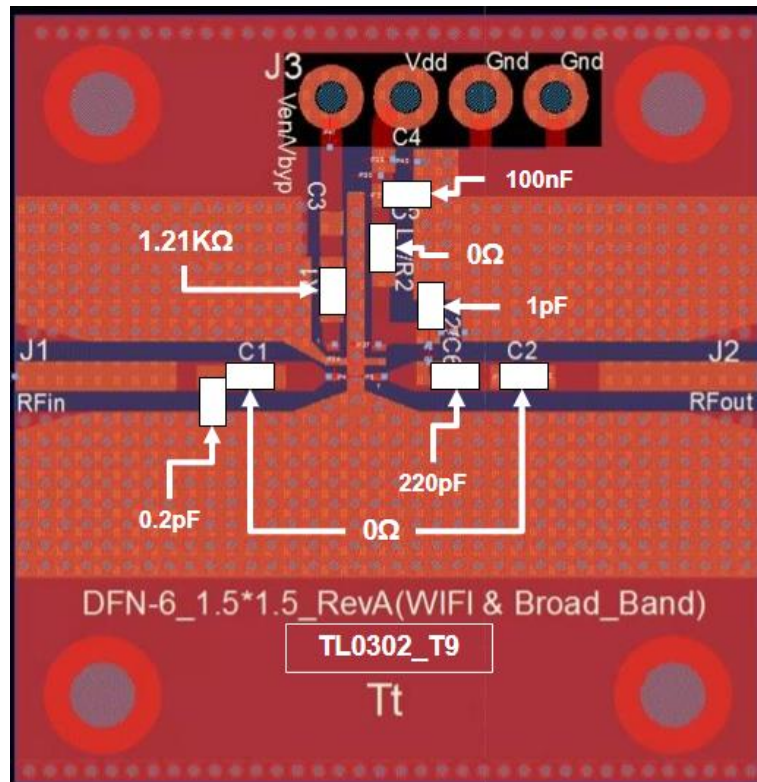 J3
Vdd
Gnd
Gnd
Ven/Vbyp
C4
C3
100nF
1.21KΩ
0Ω
1pF
J1
C1
C2
J2
RFin
RFout
220pF
0.2pF
0Ω
DFN-6_1.5*1.5_RevA(WIFI & Broad_Band)
TL0302_T9
Tt